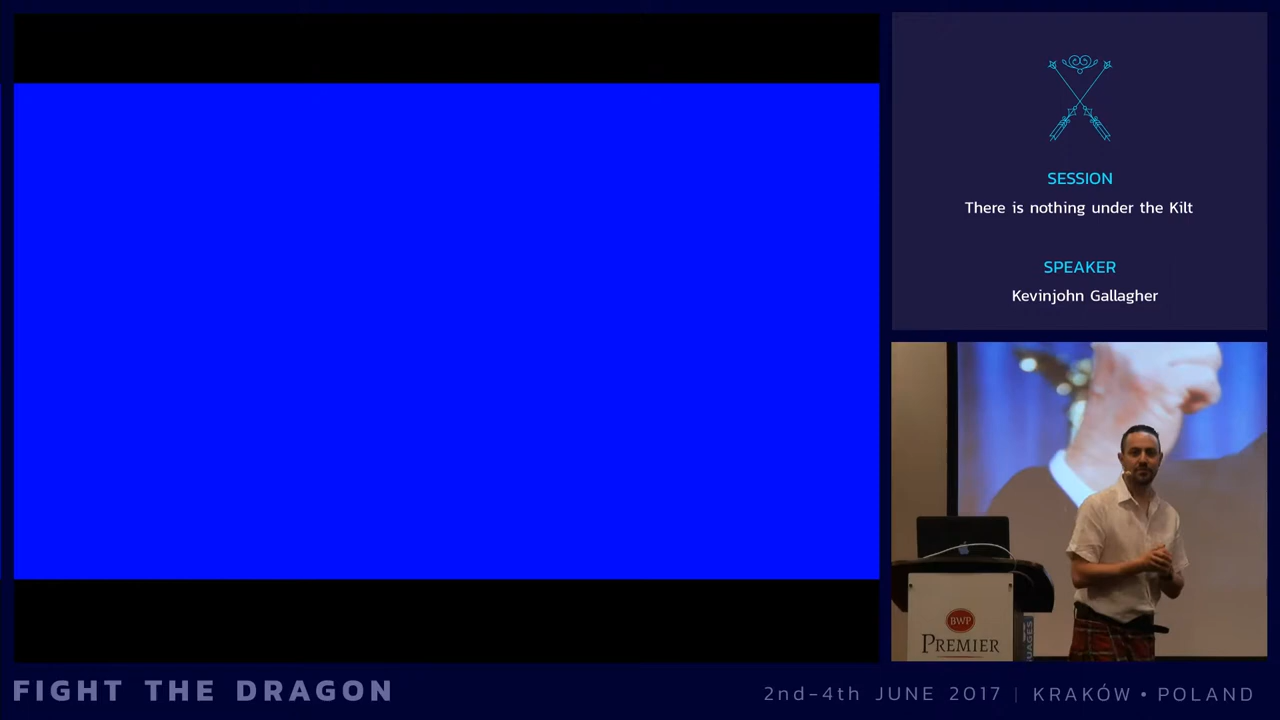 SESSION
There is nothing under the Kilt
SPEAKER
Kevinjohn Gallagher
BWP
PREMIER
UAGES
FIGHT THE DRAGON
2nd-4th JUNE 2017 | KRAKÓW • POLAND